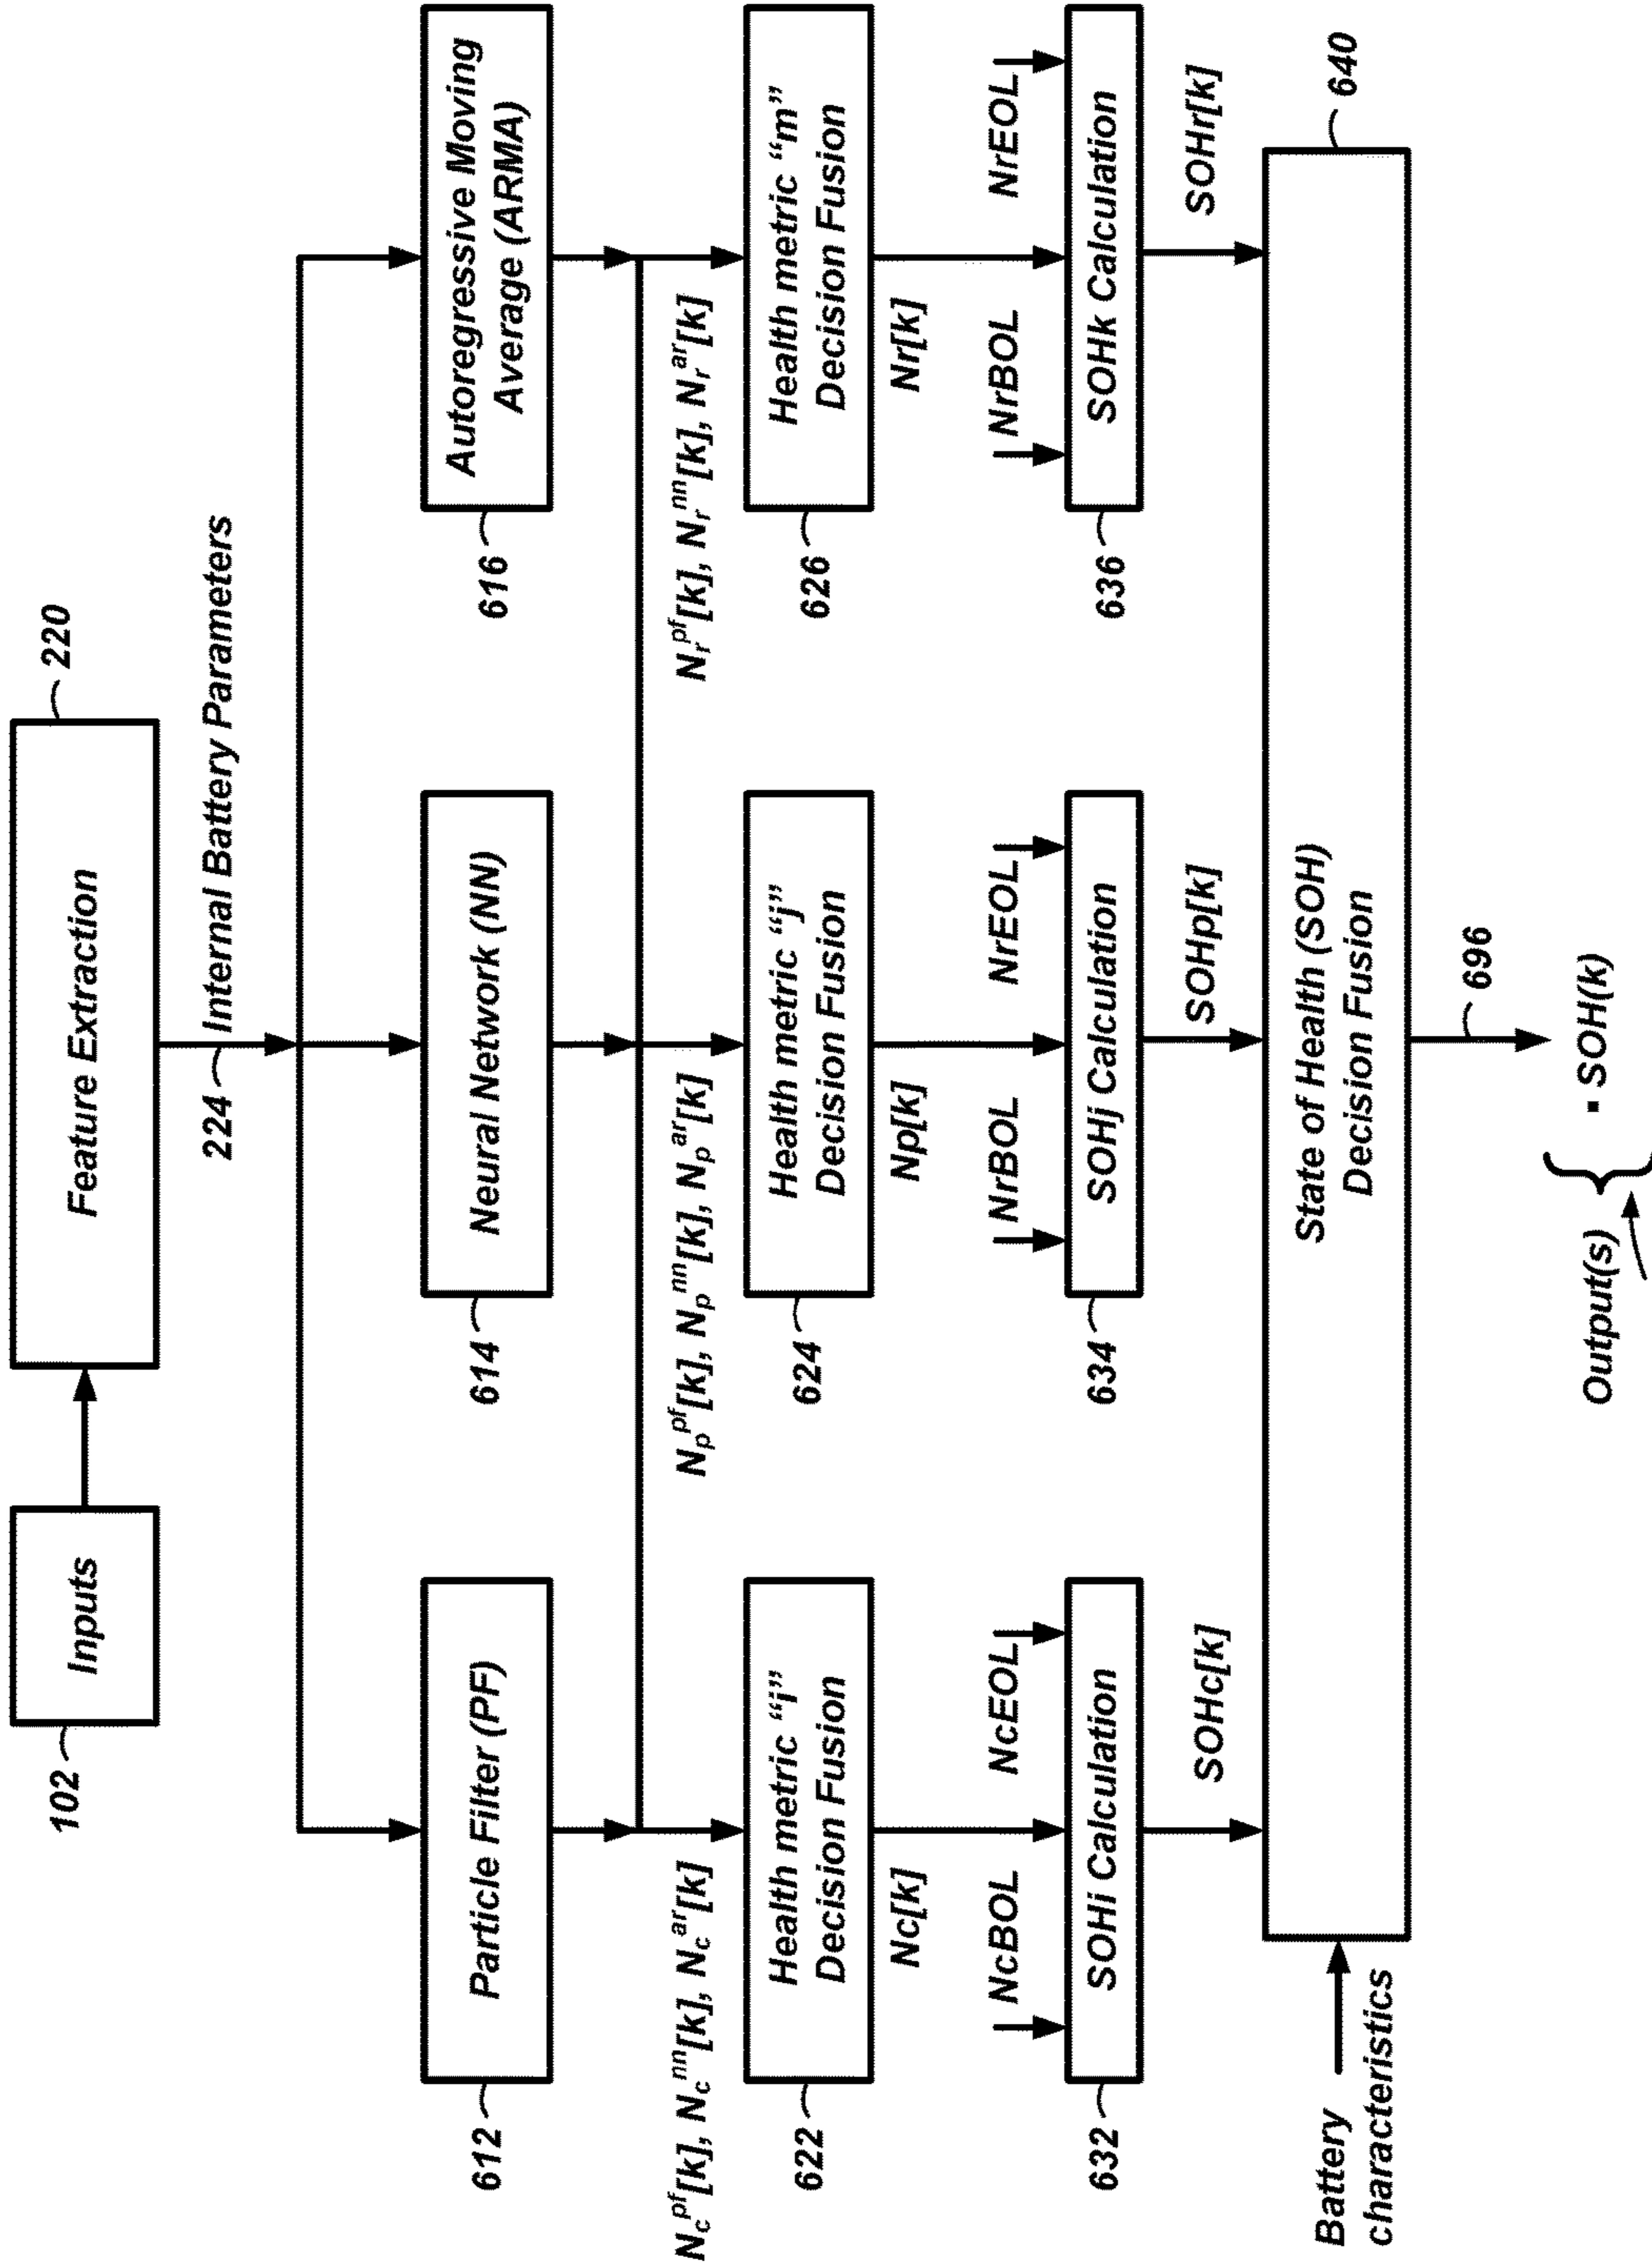 102
Inputs
Feature Extraction
220
224
Internal Battery Parameters
612
Particle Filter (PF)
614
Neural Network (NN)
616
Autoregressive Moving
Average (ARMA)
N_c^pf[k], N_c^nn[k], N_c^ar[k]
N_p^pf[k], N_p^nn[k], N_p^ar[k]
N_r^pf[k], N_r^nn[k], N_r^ar[k]
622
Health metric “i”
Decision Fusion
624
Health metric “j”
Decision Fusion
626
Health metric “m”
Decision Fusion
Nc[k]
Np[k]
Nr[k]
NcBOL
NcEOL
NrBOL
NrEOL
NrBOL
NrEOL
632
SOHi Calculation
634
SOHj Calculation
636
SOHk Calculation
SOHc[k]
SOHp[k]
SOHr[k]
640
Battery
characteristics
State of Health (SOH)
Decision Fusion
696
Output(s)
▪ SOH(k)